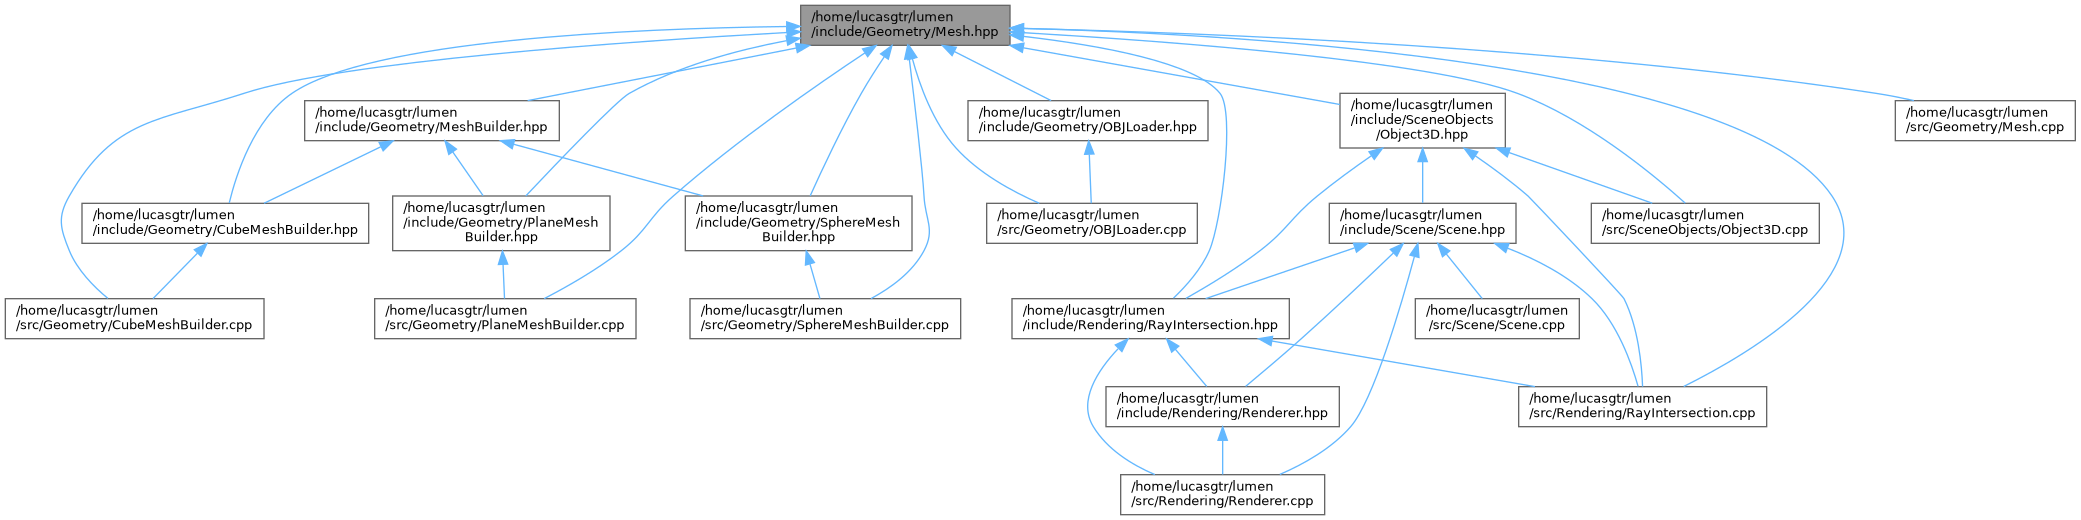 /home/lucasgtr/lumen
/include/Geometry/Mesh.hpp
/home/lucasgtr/lumen
/include/Geometry/MeshBuilder.hpp
/home/lucasgtr/lumen
/include/Geometry/OBJLoader.hpp
/home/lucasgtr/lumen
/include/SceneObjects
/Object3D.hpp
/home/lucasgtr/lumen
/src/Geometry/Mesh.cpp
/home/lucasgtr/lumen
/include/Geometry/CubeMeshBuilder.hpp
/home/lucasgtr/lumen
/include/Geometry/PlaneMesh
Builder.hpp
/home/lucasgtr/lumen
/include/Geometry/SphereMesh
Builder.hpp
/home/lucasgtr/lumen
/src/Geometry/OBJLoader.cpp
/home/lucasgtr/lumen
/include/Scene/Scene.hpp
/home/lucasgtr/lumen
/src/SceneObjects/Object3D.cpp
/home/lucasgtr/lumen
/src/Geometry/CubeMeshBuilder.cpp
/home/lucasgtr/lumen
/src/Geometry/PlaneMeshBuilder.cpp
/home/lucasgtr/lumen
/src/Geometry/SphereMeshBuilder.cpp
/home/lucasgtr/lumen
/include/Rendering/RayIntersection.hpp
/home/lucasgtr/lumen
/src/Scene/Scene.cpp
/home/lucasgtr/lumen
/include/Rendering/Renderer.hpp
/home/lucasgtr/lumen
/src/Rendering/RayIntersection.cpp
/home/lucasgtr/lumen
/src/Rendering/Renderer.cpp